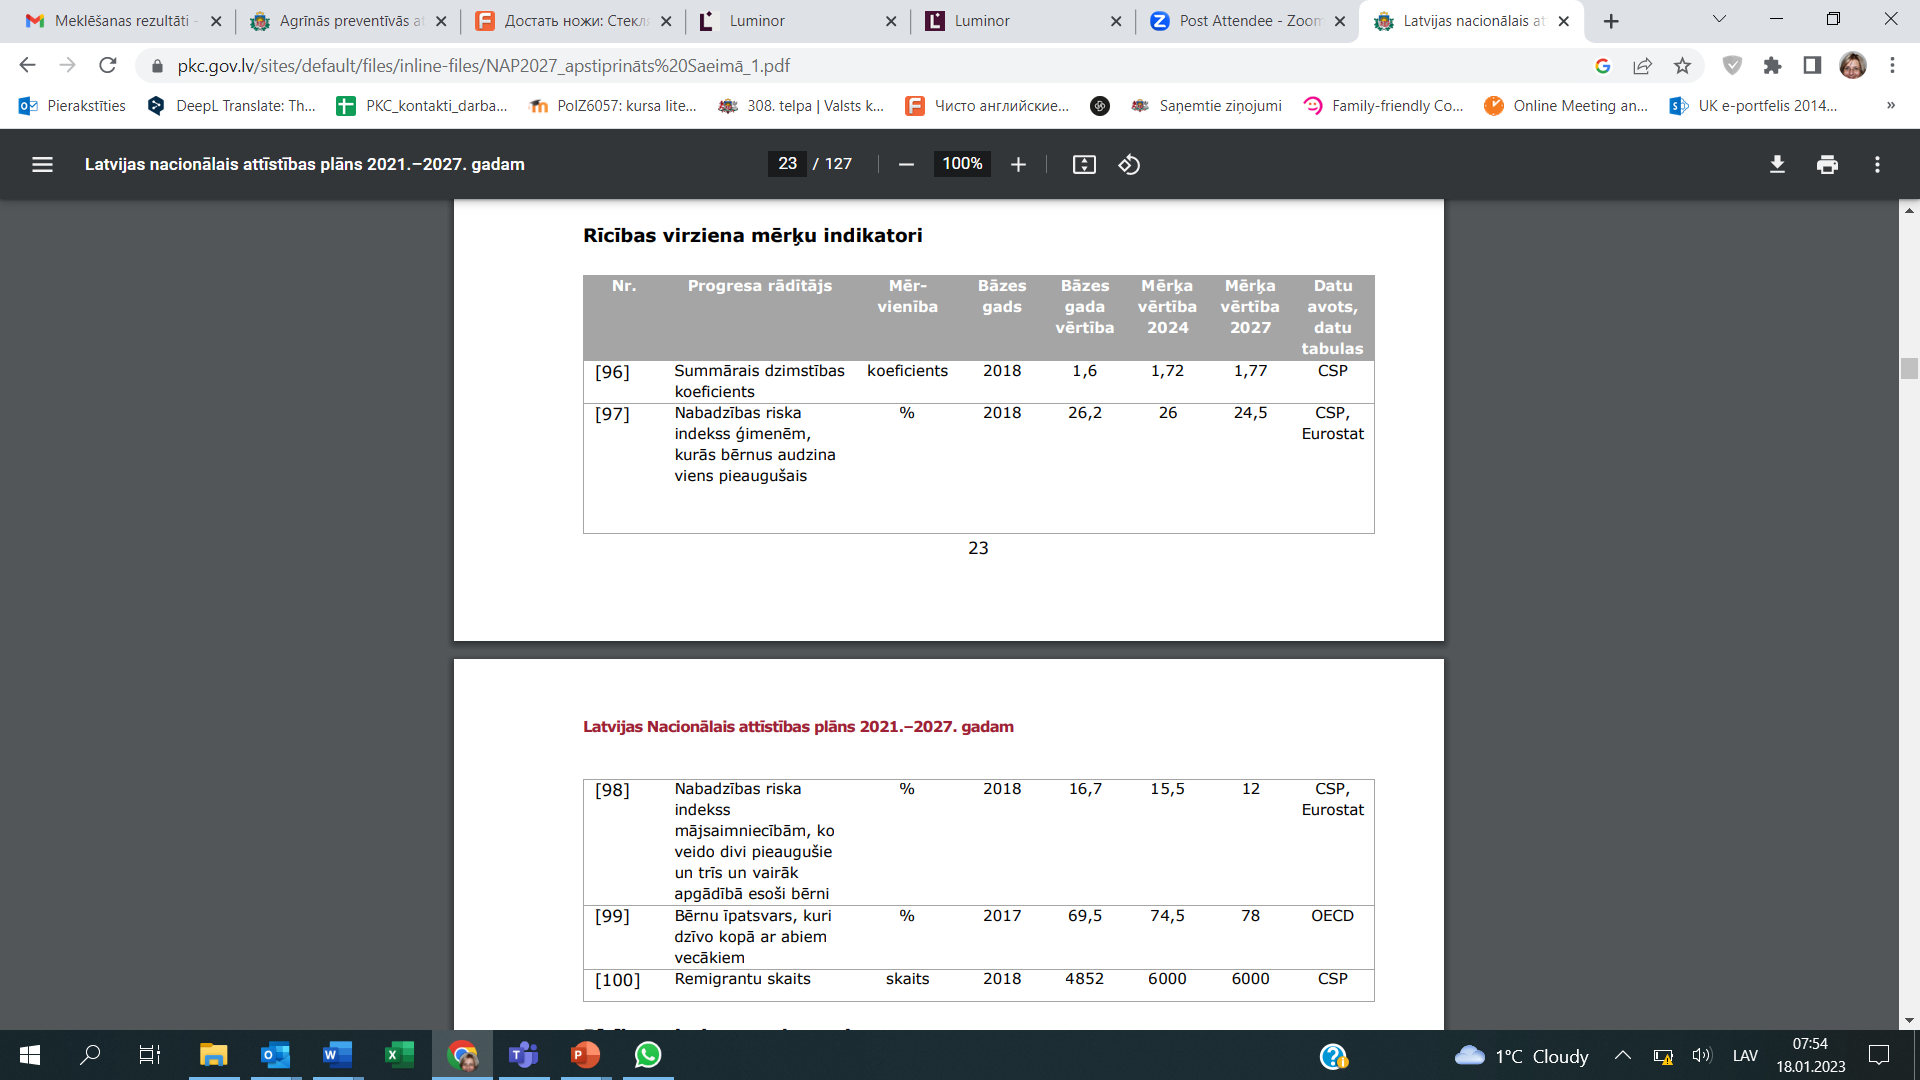 Meklēšanas rezultāti -
Agrīnās preventīvās at
Достать ножи: Стекля
Luminor
Luminor
Post Attendee - Zoom
Latvijas nacionālais at
pkc.gov.lv/sites/default/files/inline-files/NAP2027_apstiprināts%20Saeimā_1.pdf
Pierakstīties
DeepL Translate: Th...
PKC_kontakti_darba...
PolZ6057: kursa lite...
308. telpa | Valsts k...
Чисто английские...
Saņemtie ziņojumi
Family-friendly Co...
Online Meeting an...
UK e-portfelis 2014...
»
Latvijas nacionālais attīstības plāns 2021.–2027. gadam
23 / 127
100%
Rīcības virziena mērķu indikatori
Nr. Progresa rādītājs Mēr- Bāzes Bāzes Mērķa Mērķa Datu
vienība gads gada vērtība vērtība avots,
vērtība 2024 2027 datu
tabulas
[96] Summārais dzimstības koeficients 2018 1,6 1,72 1,77 CSP
koeficients
[97] Nabadzības riska % 2018 26,2 26 24,5 CSP,
indekss ģimenēm, Eurostat
kurās bērnus audzina
viens pieaugušais
23
Latvijas Nacionālais attīstības plāns 2021.–2027. gadam
[98] Nabadzības riska % 2018 16,7 15,5 12 CSP,
indekss Eurostat
mājsaimniecībām, ko
veido divi pieaugušie
un trīs un vairāk
apgādībā esoši bērni
[99] Bērnu īpatsvars, kuri % 2017 69,5 74,5 78 OECD
dzīvo kopā ar abiem
vecākiem
[100] Remigrantu skaits skaits 2018 4852 6000 6000 CSP
1°C Cloudy
LAV
07:54
18.01.2023